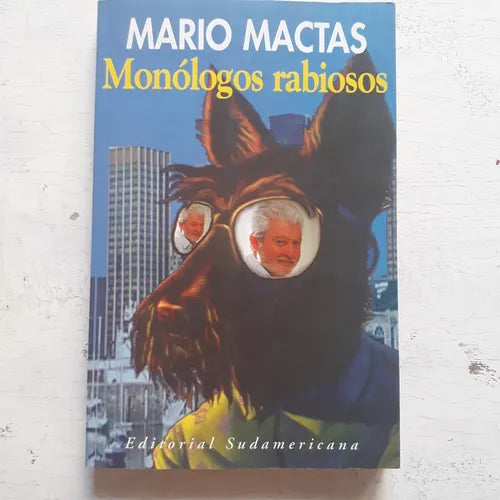 MARIO MACTAS
Monólogos rabiosos
Editorial Sudamericana